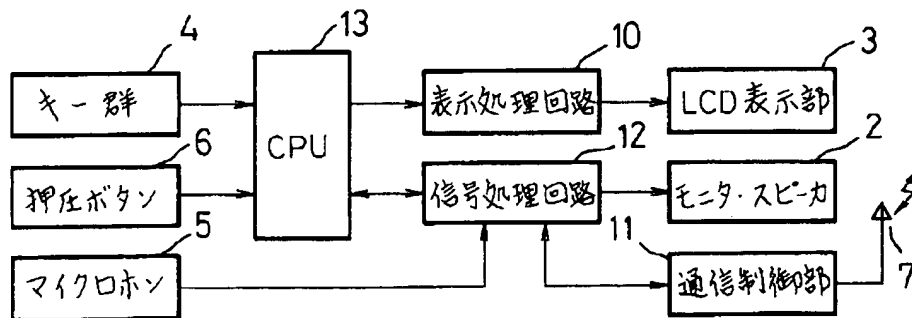 4
キー群
13
CPU
10
表示処理回路
3
LCD表示部
6
押圧ボタン
12
信号処理回路
2
モニタ・スピーカ
5
マイクロホン
11
通信制御部
7